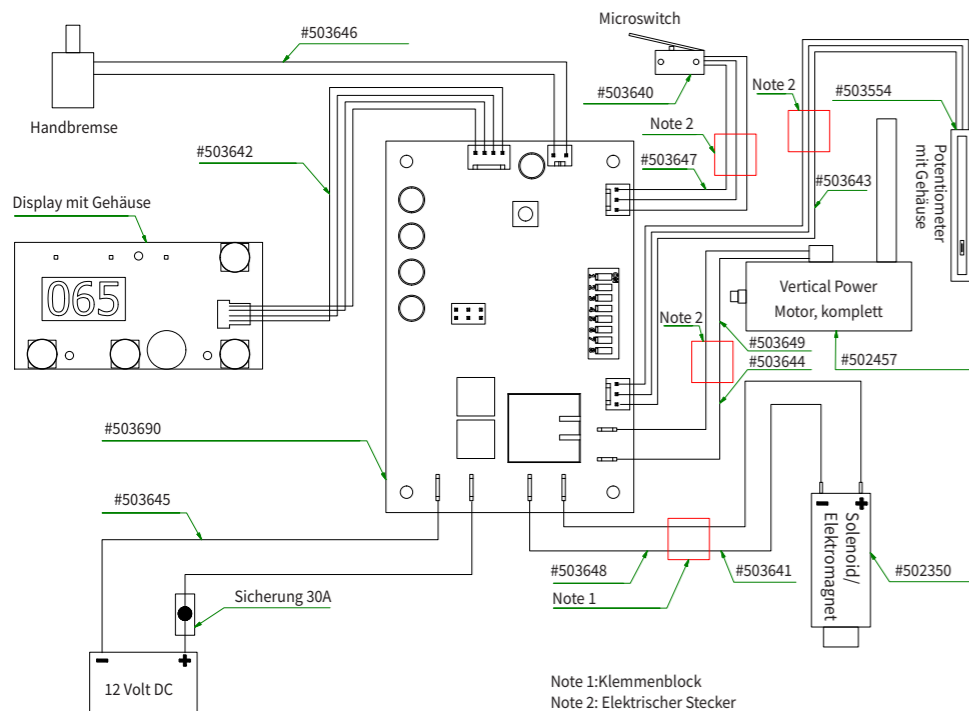 #503646
Microswitch
#503640
Note 2
#503554
Handbremse
Note 2
#503642
#503647
#503643
Potentiometer
mit Gehäuse
Display mit Gehäuse
065
Vertical Power
Motor, komplett
Note 2
#503649
#503644
#502457
#503690
#503645
Solenoid/
Elektromagnet
#503648
#503641
#502350
Sicherung 30A
Note 1
- +
- +
12 Volt DC
Note 1:Klemmenblock
Note 2: Elektrischer Stecker